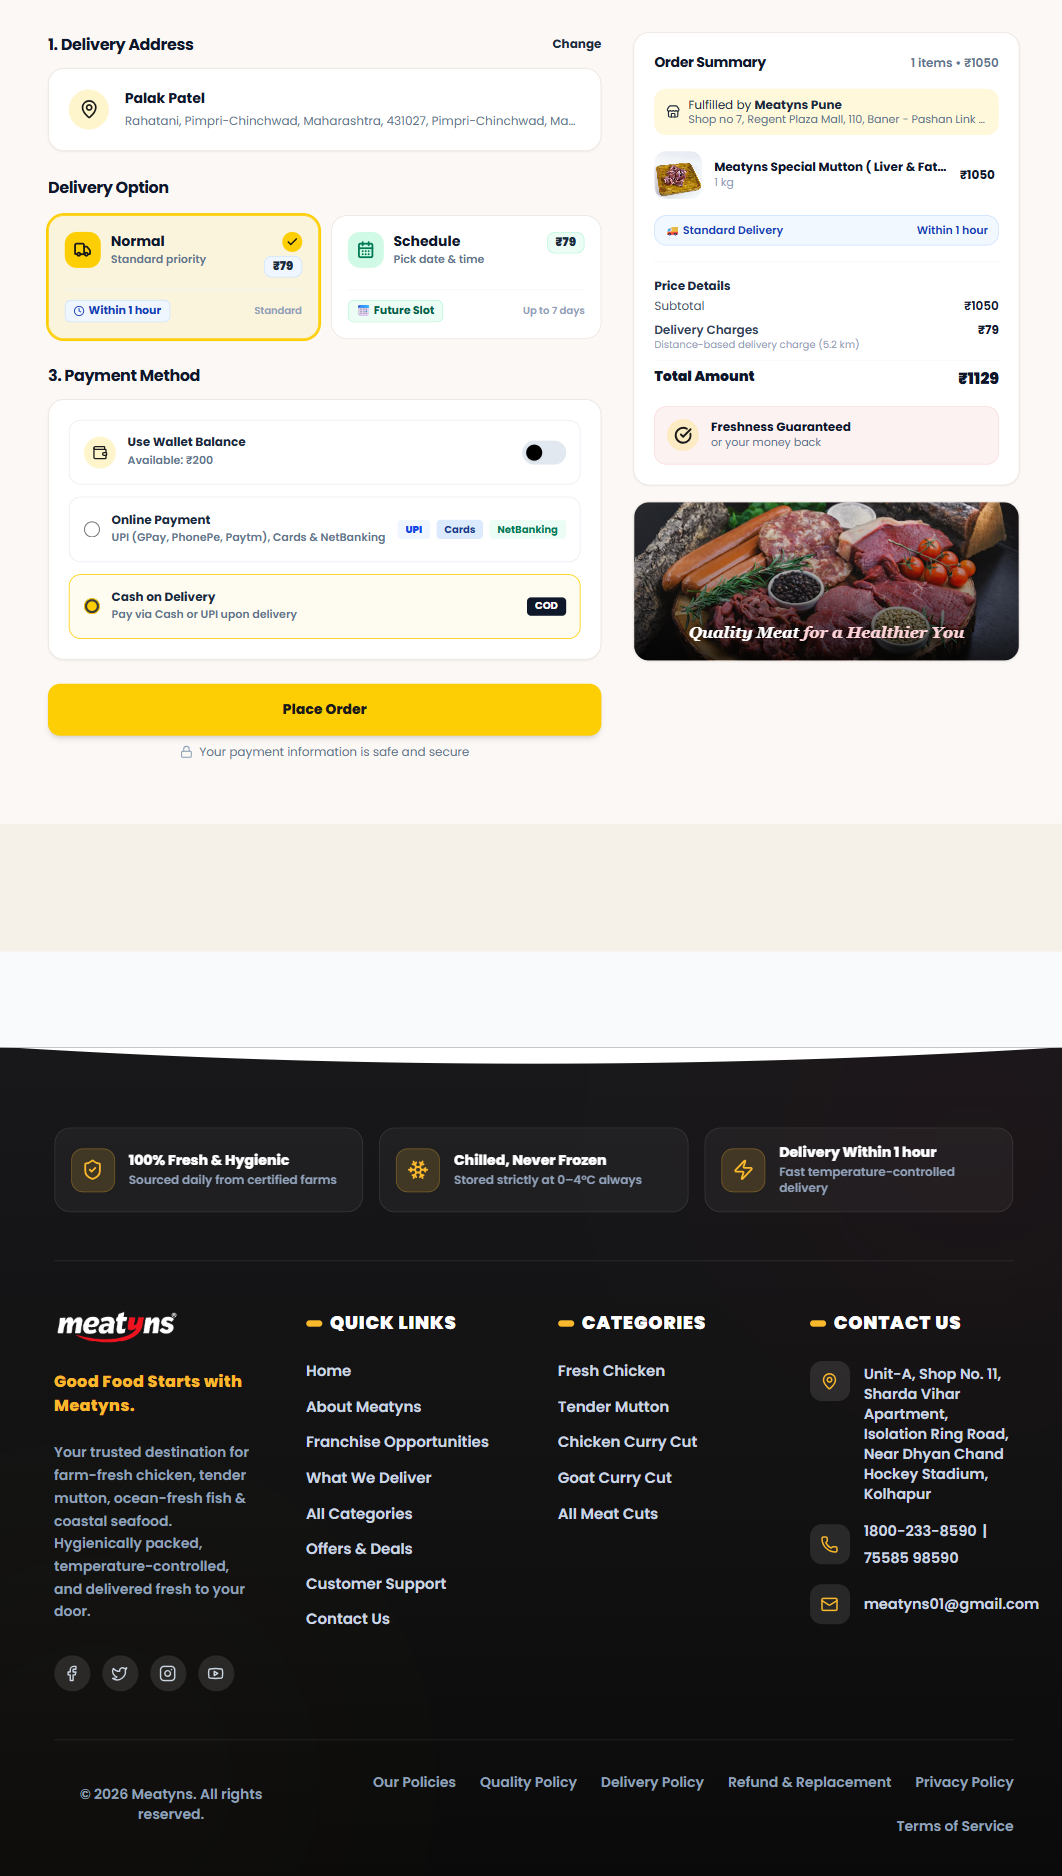 1. Delivery Address
Change
Palak Patel
Rahatani, Pimpri-Chinchwad, Maharashtra, 431027, Pimpri-Chinchwad, Ma...
Delivery Option
Normal
Standard priority
₹79
Within 1 hour
Standard
Schedule
Pick date & time
₹79
Future Slot
Up to 7 days
3. Payment Method
Use Wallet Balance
Available: ₹200
Online Payment
UPI (GPay, PhonePe, Paytm), Cards & NetBanking
UPI
Cards
NetBanking
Cash on Delivery
Pay via Cash or UPI upon delivery
COD
Place Order
Your payment information is safe and secure
Order Summary
1 items • ₹1050
Fulfilled by Meatyns Pune
Shop no 7, Regent Plaza Mall, 110, Baner - Pashan Link ...
Meatyns Special Mutton ( Liver & Fat...
1 kg
₹1050
Standard Delivery
Within 1 hour
Price Details
Subtotal
₹1050
Delivery Charges
₹79
Distance-based delivery charge (5.2 km)
Total Amount
₹1129
Freshness Guaranteed
or your money back
Quality Meat for a Healthier You
100% Fresh & Hygienic
Sourced daily from certified farms
Chilled, Never Frozen
Stored strictly at 0–4°C always
Delivery Within 1 hour
Fast temperature-controlled
delivery
meatyns®
Good Food Starts with
Meatyns.
Your trusted destination for
farm-fresh chicken, tender
mutton, ocean-fresh fish &
coastal seafood.
Hygienically packed,
temperature-controlled,
and delivered fresh to your
door.
QUICK LINKS
Home
About Meatyns
Franchise Opportunities
What We Deliver
All Categories
Offers & Deals
Customer Support
Contact Us
CATEGORIES
Fresh Chicken
Tender Mutton
Chicken Curry Cut
Goat Curry Cut
All Meat Cuts
CONTACT US
Unit-A, Shop No. 11,
Sharda Vihar
Apartment,
Isolation Ring Road,
Near Dhyan Chand
Hockey Stadium,
Kolhapur
1800-233-8590 |
75585 98590
meatyns01@gmail.com
© 2026 Meatyns. All rights
reserved.
Our Policies
Quality Policy
Delivery Policy
Refund & Replacement
Privacy Policy
Terms of Service